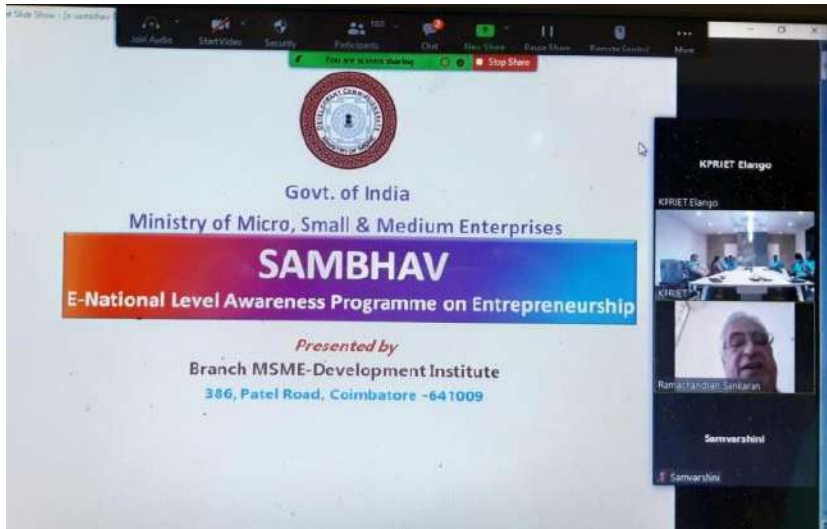 Join Audio
Start Video
Security
Participants
Chat
2
New Share
Pause Share
Remote Control
More
You are screen sharing
Stop Share
Govt. of India
Ministry of Micro, Small & Medium Enterprises
SAMBHAV
E-National Level Awareness Programme on Entrepreneurship
Presented by
Branch MSME-Development Institute
386, Patel Road, Coimbatore -641009
KPRIET Elango
KPRIET Elango
KPRIET
Ramachandran Sankaran
Samvarshini
Samvarshini